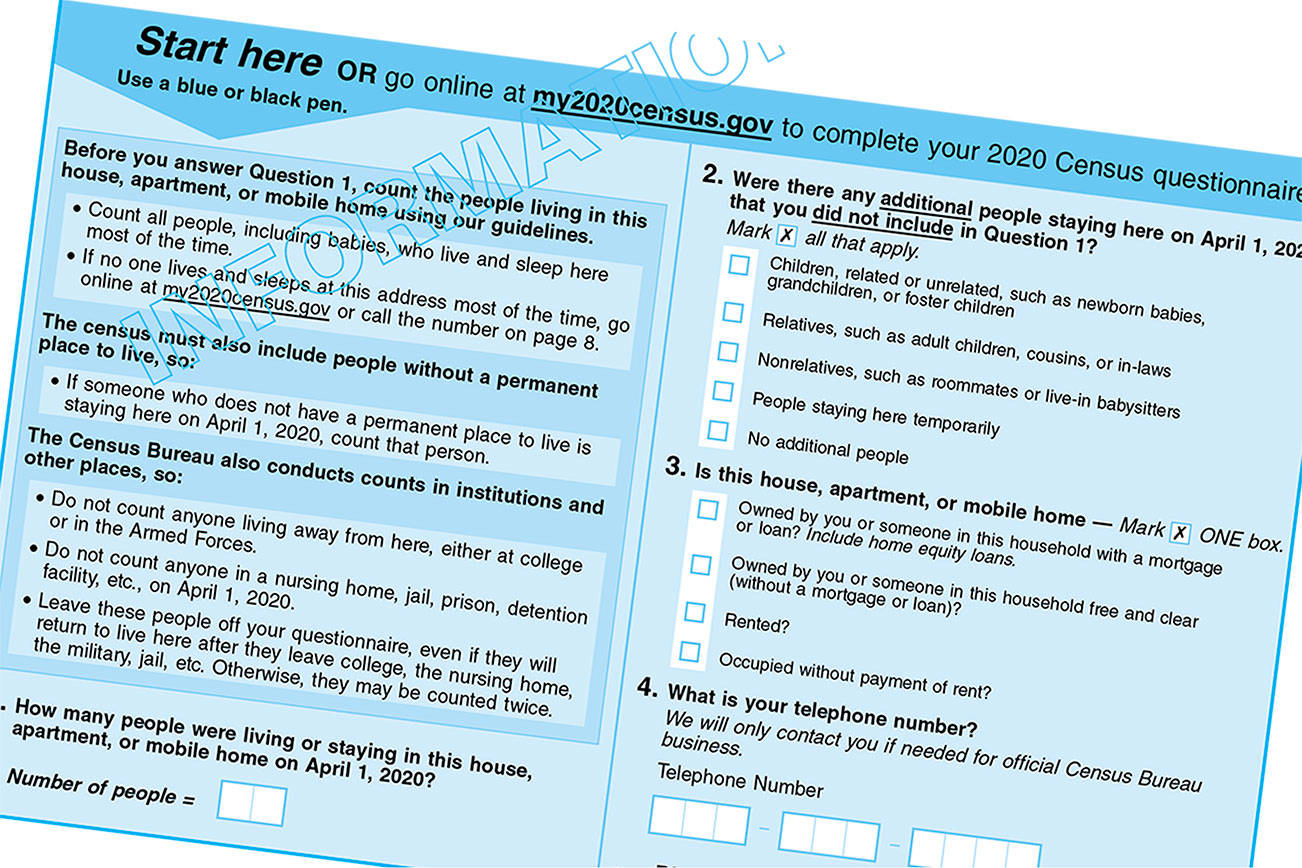 Start here OR go online at my2020census.gov to complete your 2020 Census questionnaire
Use a blue or black pen.
Before you answer Question 1, count the people living in this
house, apartment, or mobile home using our guidelines.
• Count all people, including babies, who live and sleep here
most of the time.
• If no one lives and sleeps at this address most of the time, go
online at my2020census.gov or call the number on page 8.
The census must also include people without a permanent
place to live, so:
• If someone who does not have a permanent place to live is
staying here on April 1, 2020, count that person.
The Census Bureau also conducts counts in institutions and
other places, so:
• Do not count anyone living away from here, either at college
or in the Armed Forces.
• Do not count anyone in a nursing home, jail, prison, detention
facility, etc., on April 1, 2020.
• Leave these people off your questionnaire, even if they will
return to live here after they leave college, the nursing home,
the military, jail, etc. Otherwise, they may be counted twice.
. How many people were living or staying in this house,
apartment, or mobile home on April 1, 2020?
Number of people =
2. Were there any additional people staying here on April 1, 202
that you did not include in Question 1?
Mark X all that apply.
Children, related or unrelated, such as newborn babies,
grandchildren, or foster children
Relatives, such as adult children, cousins, or in-laws
Nonrelatives, such as roommates or live-in babysitters
People staying here temporarily
No additional people
3. Is this house, apartment, or mobile home — Mark X ONE box.
Owned by you or someone in this household with a mortgage
or loan? Include home equity loans.
Owned by you or someone in this household free and clear
(without a mortgage or loan)?
Rented?
Occupied without payment of rent?
4. What is your telephone number?
We will only contact you if needed for official Census Bureau
business.
Telephone Number
– –
INFORMATIO